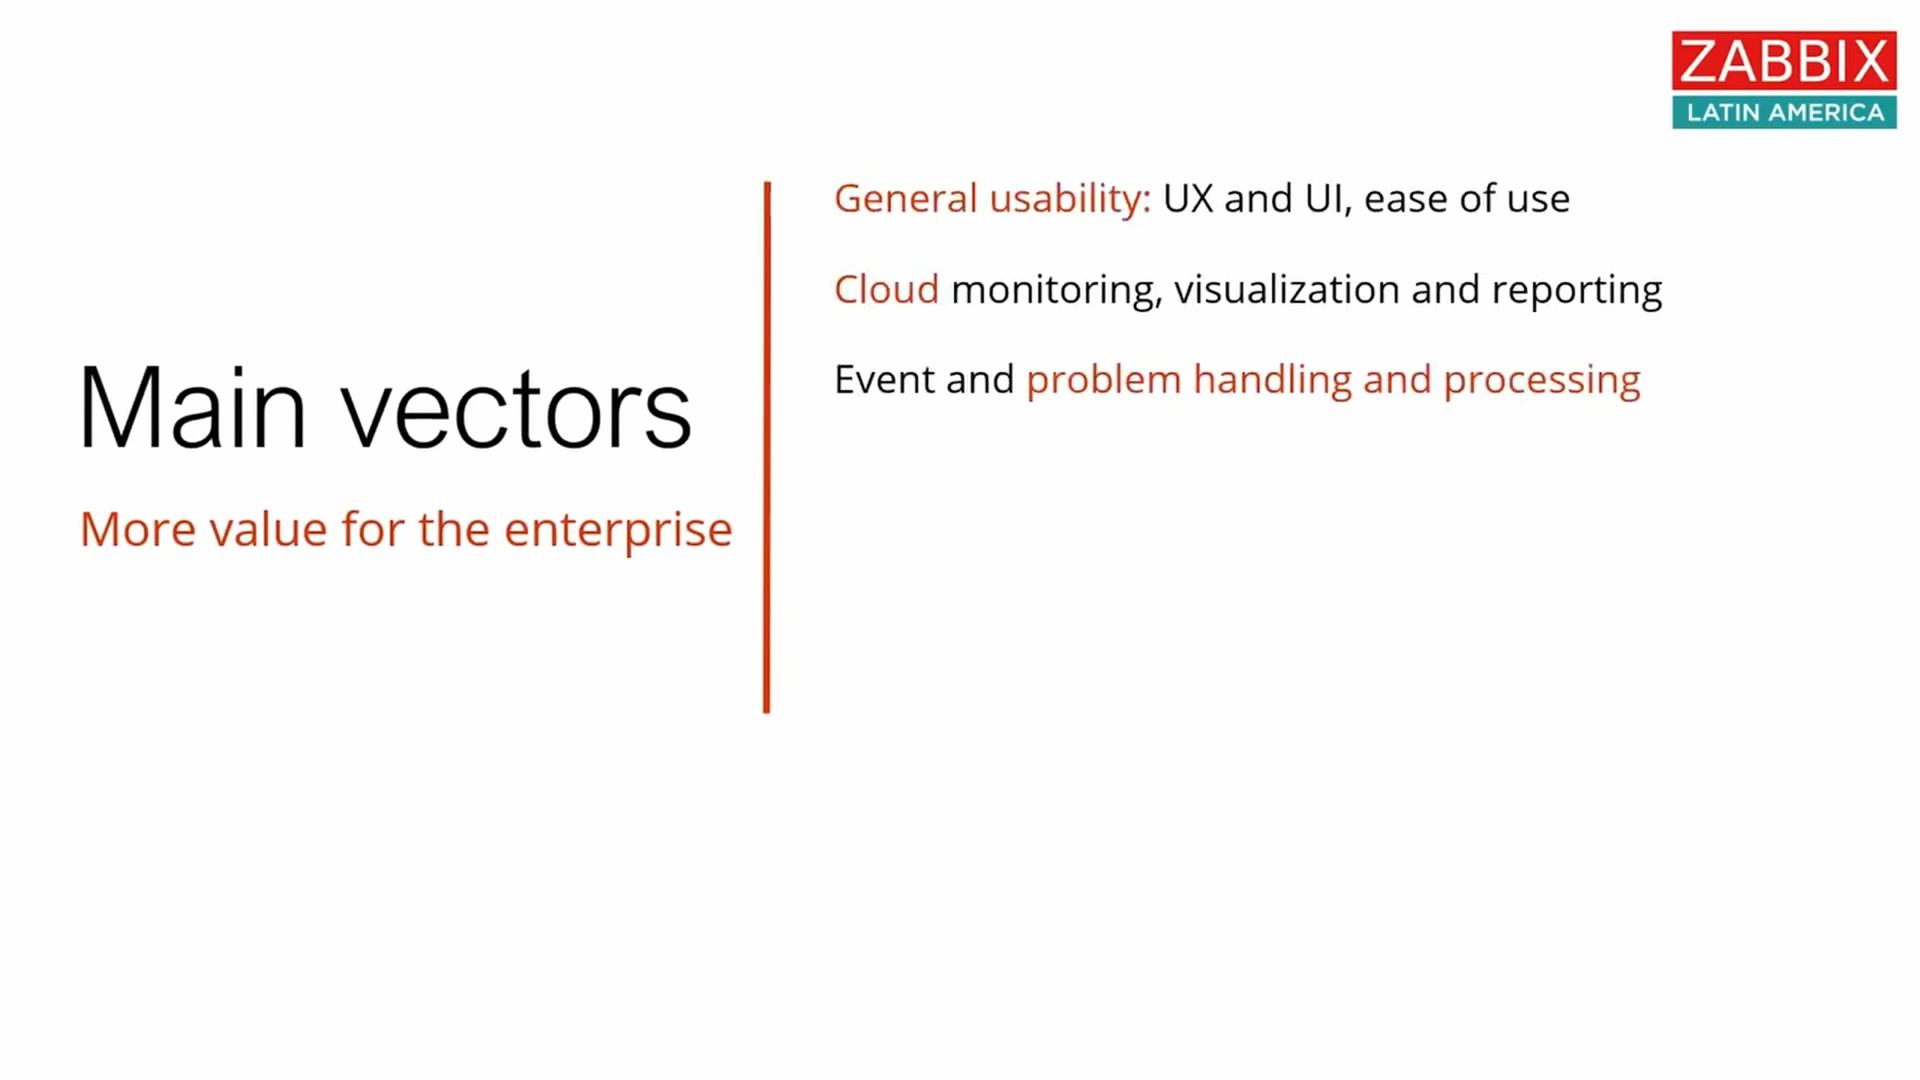 ZABBIX
LATIN AMERICA
Main vectors
More value for the enterprise
General usability: UX and UI, ease of use
Cloud monitoring, visualization and reporting
Event and problem handling and processing